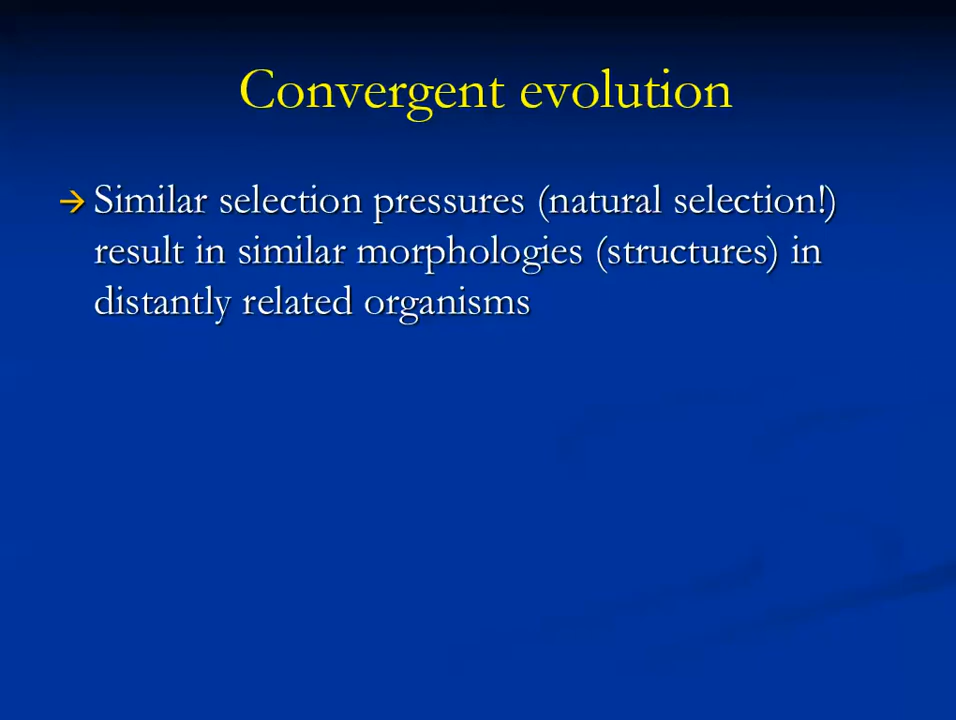 Convergent evolution
→ Similar selection pressures (natural selection!)
result in similar morphologies (structures) in
distantly related organisms